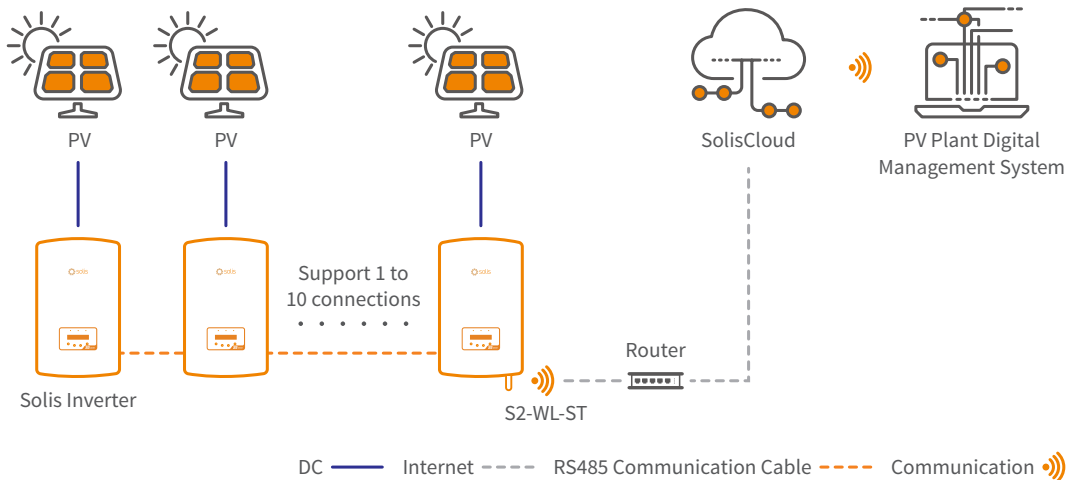 PV
PV
PV
SolisCloud
PV Plant Digital
Management System
solis
solis
solis
Support 1 to
10 connections
Router
Solis Inverter
S2-WL-ST
DC
Internet
RS485 Communication Cable
Communication